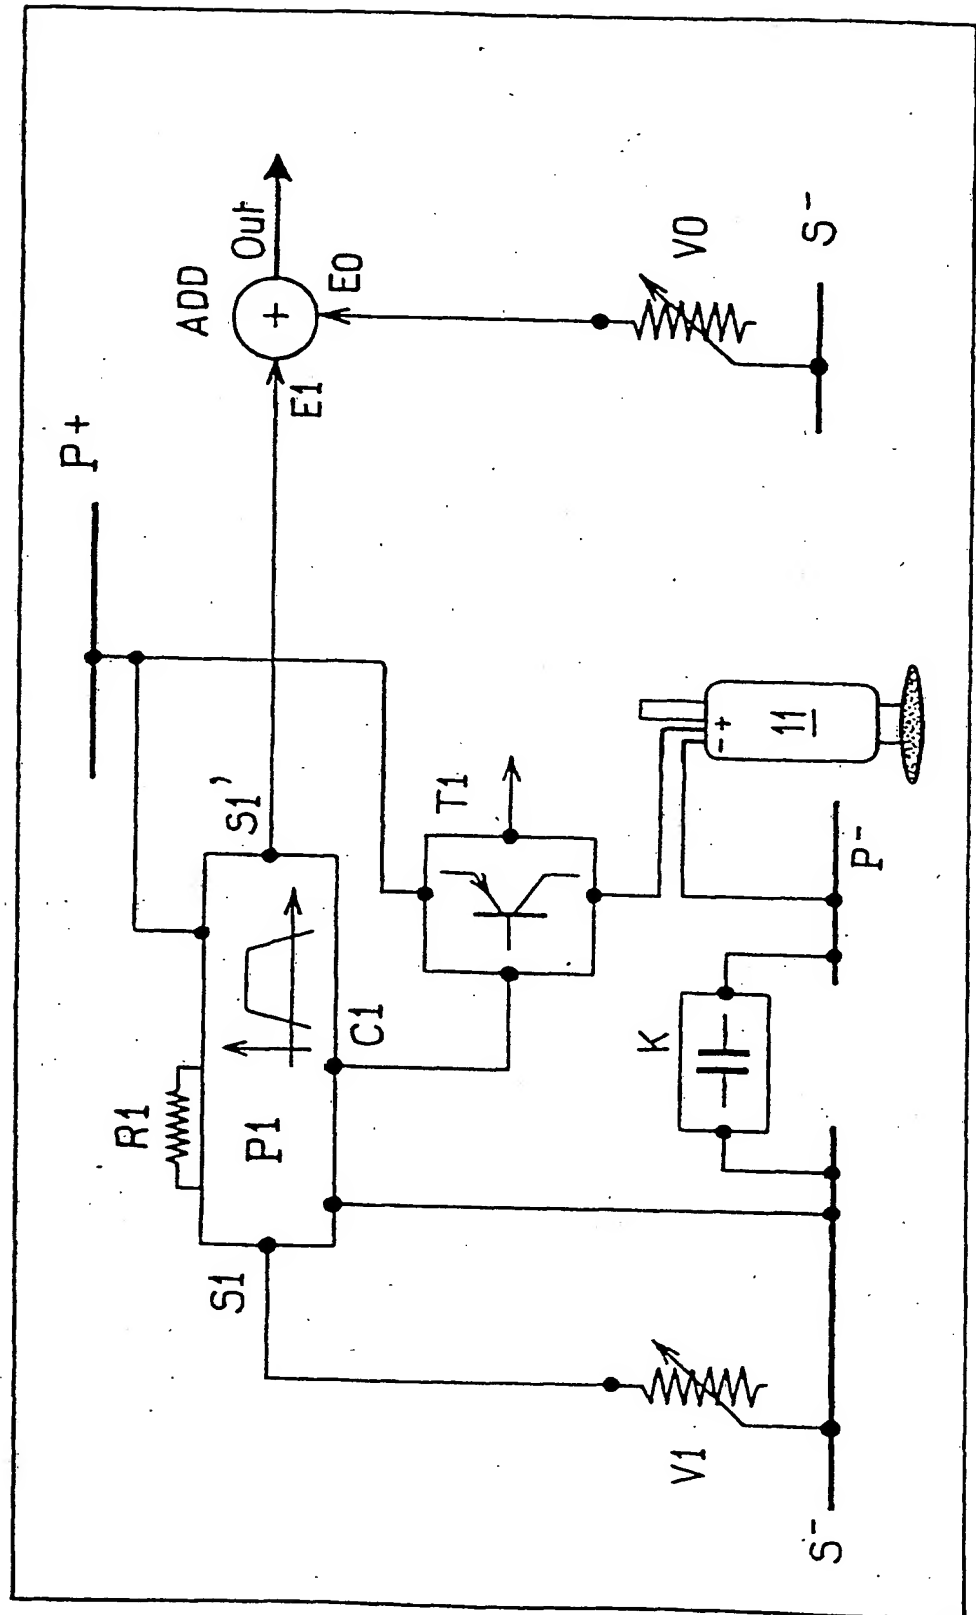 P+
ADD
Out
E1
E0
R1
S1
P1
S1’
+
C1
T1
K
- +
11
V1
V0
S-
P-
S-